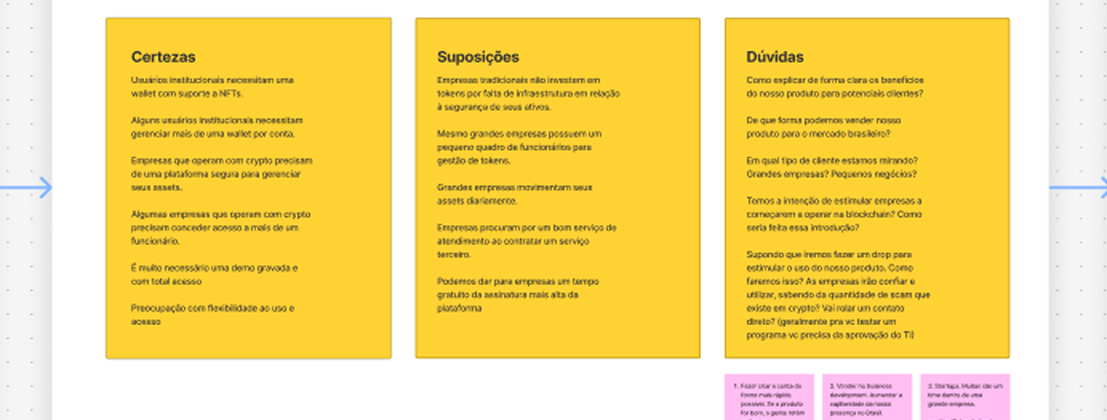 Certezas
Usuários institucionais necessitam uma
wallet com suporte a NFTs.
Alguns usuários institucionais necessitam
gerenciar mais de uma wallet por conta.
Empresas que operam com crypto precisam
de uma plataforma segura para gerenciar
seus assets.
Algumas empresas que operam com crypto
precisam conceder acesso a mais de um
funcionário.
É muito necessário uma demo gravada e
com total acesso
Preocupação com flexibilidade ao uso e
acesso
Suposições
Empresas tradicionais não investem em
tokens por falta de infraestrutura em relação
à segurança de seus ativos.
Mesmo grandes empresas possuem um
pequeno quadro de funcionários para
gestão de tokens.
Grandes empresas movimentam seus
assets diariamente.
Empresas procuram por um bom serviço de
atendimento ao contratar um serviço
terceiro.
Podemos dar para empresas um tempo
gratuito da assinatura mais alta da
plataforma
Dúvidas
Como explicar de forma clara os benefícios
do nosso produto para potenciais clientes?
De que forma podemos vender nosso
produto para o mercado brasileiro?
Em qual tipo de cliente estamos mirando?
Grandes empresas? Pequenos negócios?
Temos a intenção de estimular empresas a
começarem a operar na blockchain? Como
seria feita essa introdução?
Supondo que iremos fazer um drop para
estimular o uso do nosso produto. Como
faremos isso? As empresas irão confiar e
utilizar, sabendo da quantidade de scam que
existe em crypto? Vai rolar um contato
direto? (geralmente pra vc testar um
programa vc precisa da aprovação do TI)
1. Fazer criar a conta de
forma mais rápida
possível. Se o produto
for bom, a gente retém
2. Vender na business
development. Aumentar a
capilaridade da nossa
presença no Brasil.
3. Startups. Muitas são um
time dentro de uma
grande empresa.